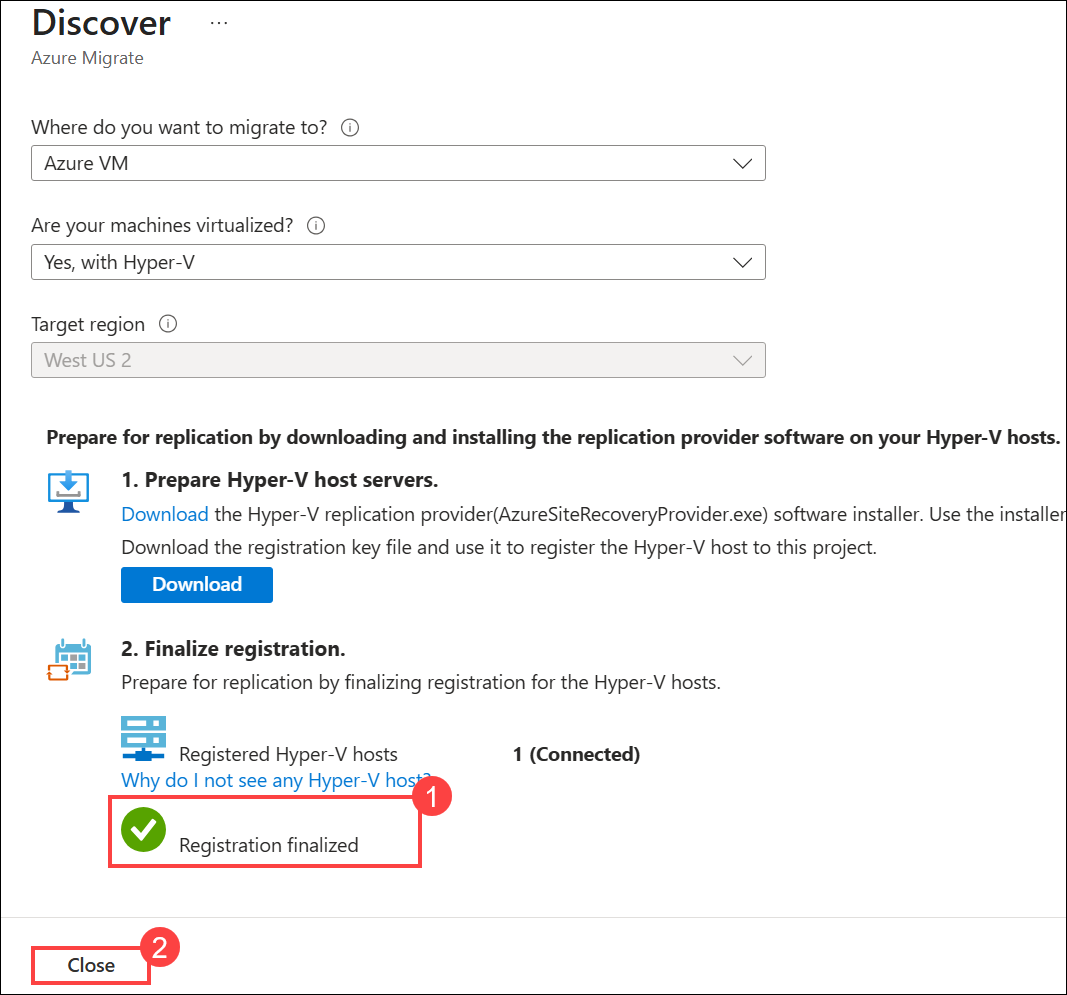 Discover ...
Azure Migrate
Where do you want to migrate to?
Azure VM
Are your machines virtualized?
Yes, with Hyper-V
Target region
West US 2
Prepare for replication by downloading and installing the replication provider software on your Hyper-V hosts.
1. Prepare Hyper-V host servers.
Download the Hyper-V replication provider(AzureSiteRecoveryProvider.exe) software installer. Use the installer
Download the registration key file and use it to register the Hyper-V host to this project.
Download
2. Finalize registration.
Prepare for replication by finalizing registration for the Hyper-V hosts.
Registered Hyper-V hosts 1 (Connected)
Why do I not see any Hyper-V host?
1
Registration finalized
2
Close